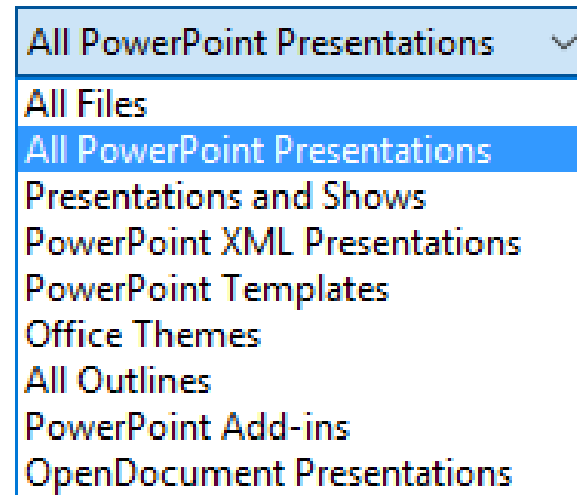 All PowerPoint Presentations
All Files
All PowerPoint Presentations
Presentations and Shows
PowerPoint XML Presentations
PowerPoint Templates
Office Themes
All Outlines
PowerPoint Add-ins
OpenDocument Presentations